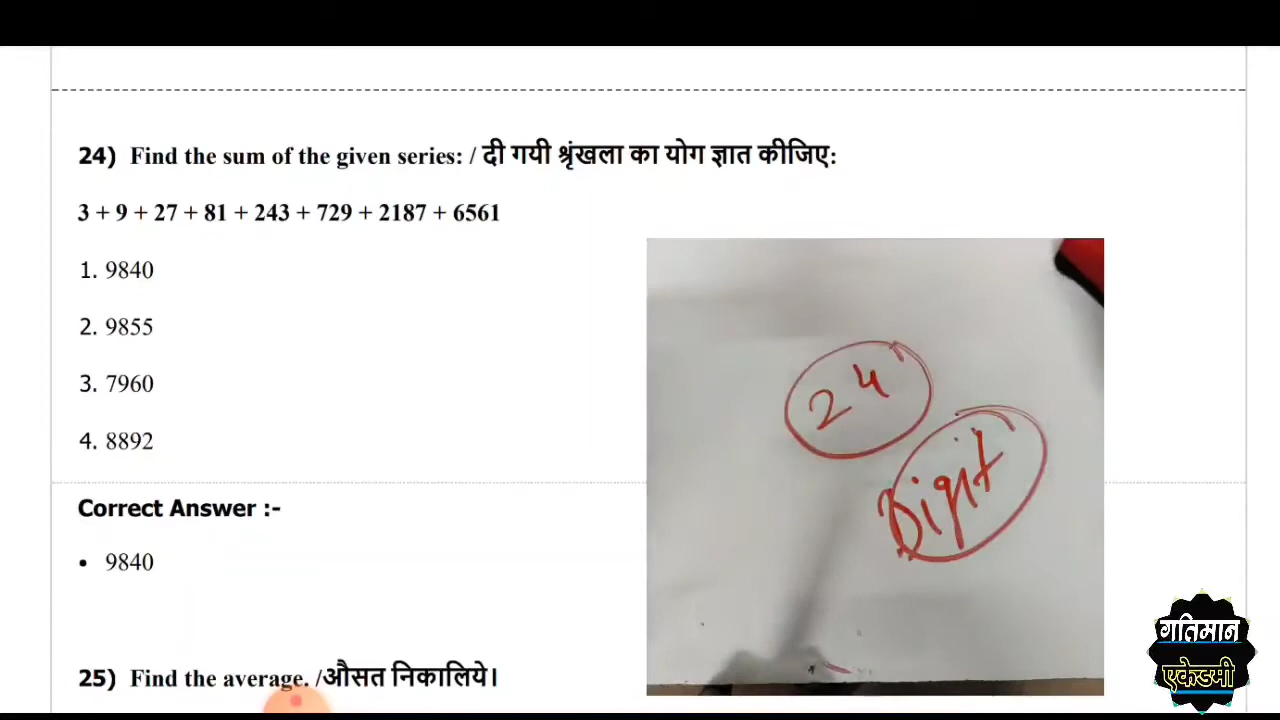 24) Find the sum of the given series: / दी गयी श्रृंखला का योग ज्ञात कीजिए:
3 + 9 + 27 + 81 + 243 + 729 + 2187 + 6561
1. 9840
2. 9855
3. 7960
4. 8892
24
Digit
Correct Answer :-
• 9840
25) Find the average. /औसत निकालिये।
गतिमान
एकेडमी